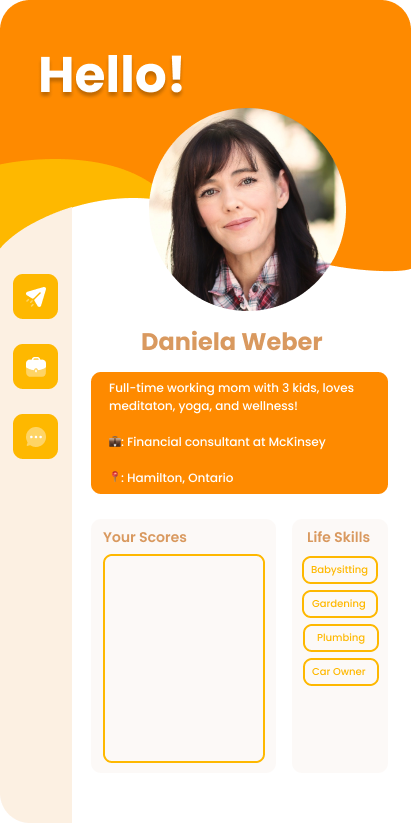 Hello!
Daniela Weber
Full-time working mom with 3 kids, loves
meditaton, yoga, and wellness!
💼: Financial consultant at McKinsey
📍: Hamilton, Ontario
Your Scores
Life Skills
Babysitting
Gardening
Plumbing
Car Owner